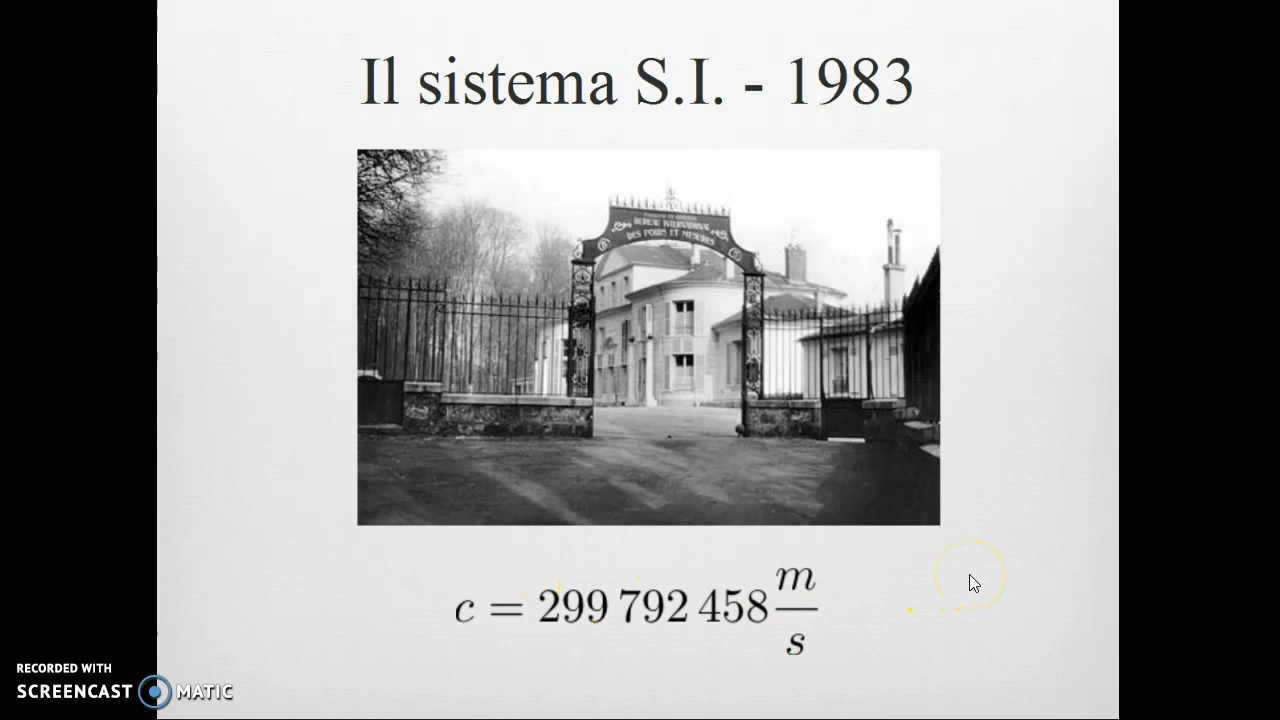 Il sistema S.I. - 1983
BUREAU INTERNATIONAL
DES POIDS ET MESURES
c = 299 792 458 m/s
RECORDED WITH
SCREENCAST MATIC